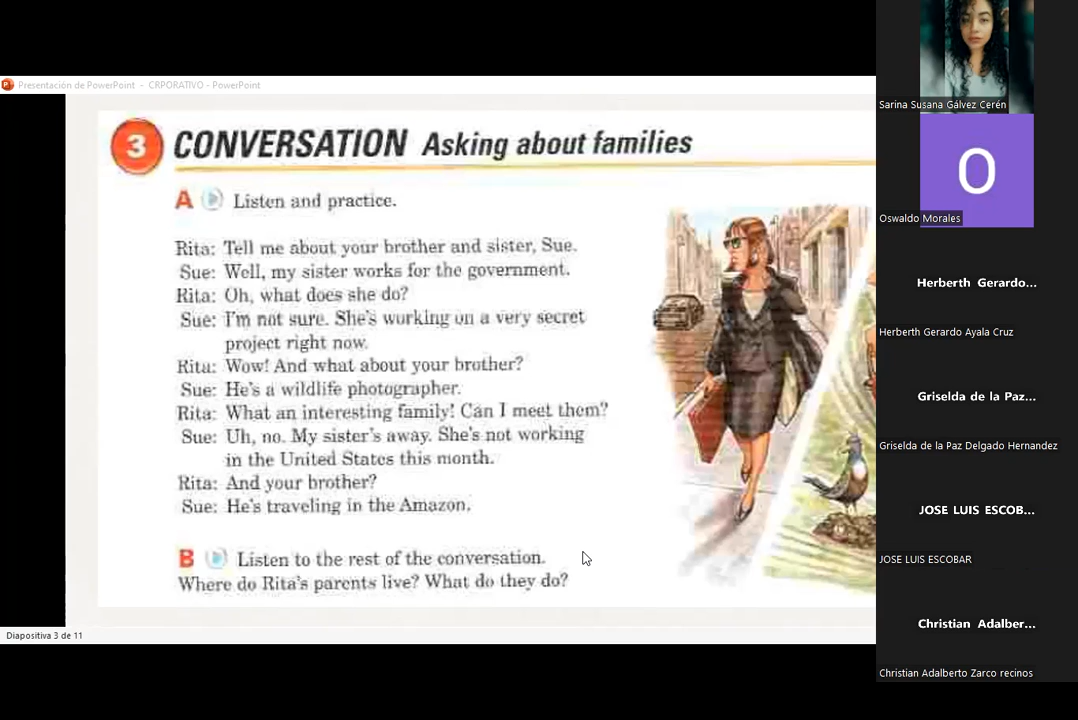 Presentación de PowerPoint - CRPORATIVO - PowerPoint
3 CONVERSATION Asking about families
A Listen and practice.
Rita: Tell me about your brother and sister, Sue.
Sue: Well, my sister works for the government.
Rita: Oh, what does she do?
Sue: I'm not sure. She's working on a very secret
project right now.
Rita: Wow! And what about your brother?
Sue: He's a wildlife photographer.
Rita: What an interesting family! Can I meet them?
Sue: Uh, no. My sister's away. She's not working
in the United States this month.
Rita: And your brother?
Sue: He's traveling in the Amazon.
B Listen to the rest of the conversation.
Where do Rita's parents live? What do they do?
Diapositiva 3 de 11
Sarina Susana Gálvez Cerén
O
Oswaldo Morales
Herberth Gerardo...
Herberth Gerardo Ayala Cruz
Griselda de la Paz...
Griselda de la Paz Delgado Hernandez
JOSE LUIS ESCOB...
JOSE LUIS ESCOBAR
Christian Adalber...
Christian Adalberto Zarco recinos